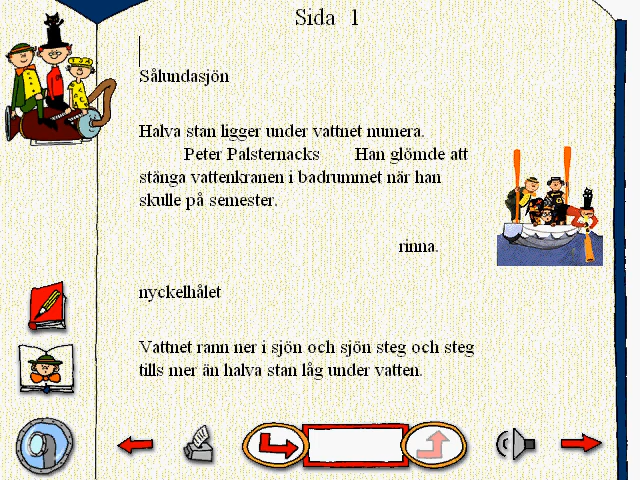 Sida 1
Sålundasjön
Halva stan ligger under vattnet numera.
Peter Palsternacks Han glömde att
stänga vattenkranen i badrummet när han
skulle på semester.
rinna.
nyckelhålet
Vattnet rann ner i sjön och sjön steg och steg
tills mer än halva stan låg under vatten.